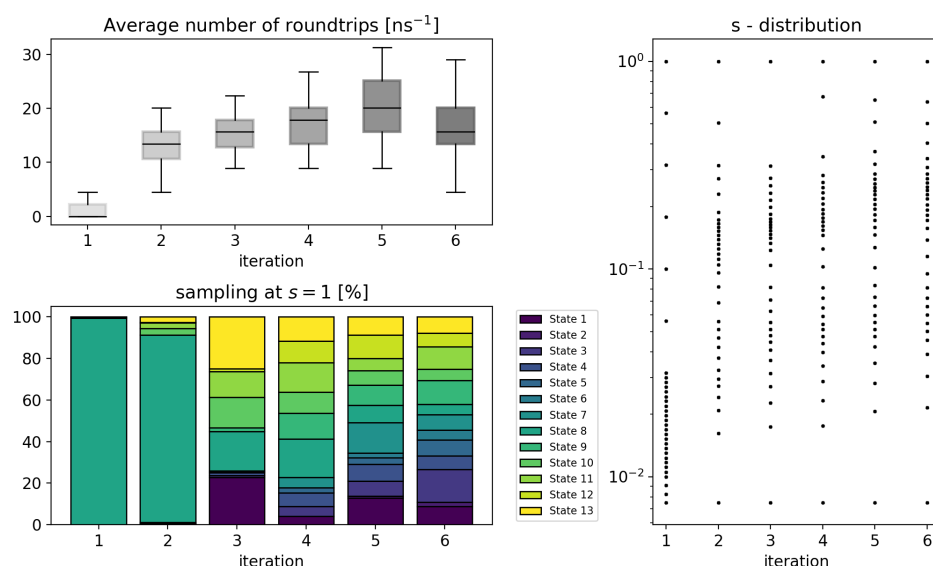 Average number of roundtrips [ns⁻¹]
30
20
10
0
1 2 3 4 5 6
iteration
sampling at s = 1 [%]
100
80
60
40
20
0
1 2 3 4 5 6
iteration
State 1
State 2
State 3
State 4
State 5
State 6
State 7
State 8
State 9
State 10
State 11
State 12
State 13
s - distribution
10⁰
10⁻¹
10⁻²
1 2 3 4 5 6
iteration